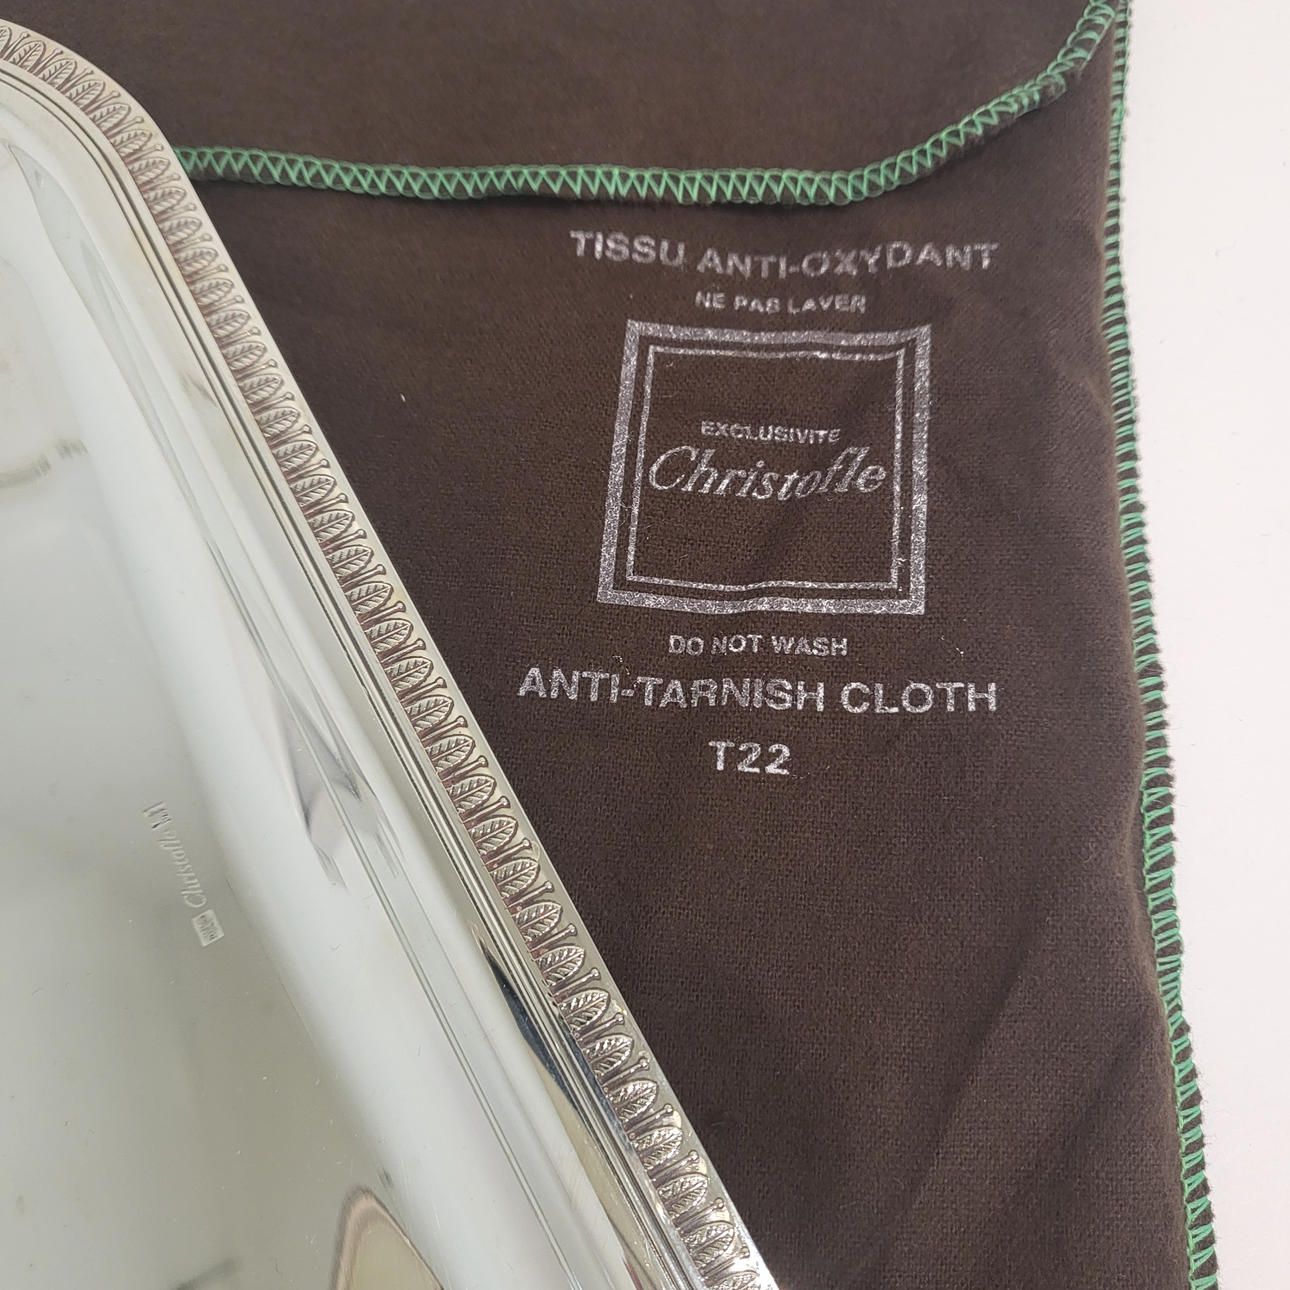 TISSU ANTI-OXYDANT
NE PAS LAVER
EXCLUSIVITE
Christofle
DO NOT WASH
ANTI-TARNISH CLOTH
T22
Christofle